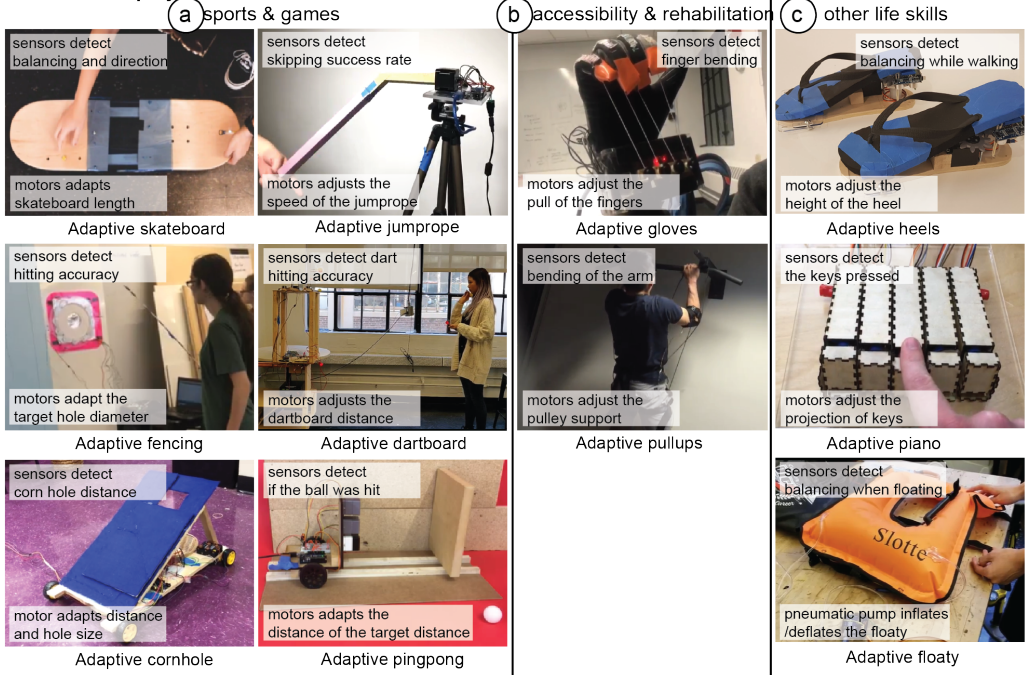 a sports & games
b accessibility & rehabilitation
c other life skills
sensors detect
balancing and direction
motors adapts
skateboard length
Adaptive skateboard
sensors detect
skipping success rate
motors adjusts the
speed of the jumprope
Adaptive jumprope
sensors detect
hitting accuracy
motors adapt the
target hole diameter
Adaptive fencing
sensors detect dart
hitting accuracy
motors adjusts the
dartboard distance
Adaptive dartboard
sensors detect
corn hole distance
motor adapts distance
and hole size
Adaptive cornhole
sensors detect
if the ball was hit
motors adapts the
distance of the target distance
Adaptive pingpong
sensors detect
finger bending
motors adjust the
pull of the fingers
Adaptive gloves
sensors detect
bending of the arm
motors adjust the
pulley support
Adaptive pullups
sensors detect
balancing while walking
motors adjust the
height of the heel
Adaptive heels
sensors detect
the keys pressed
motors adjust the
projection of keys
Adaptive piano
sensors detect
balancing when floating
Slotte
pneumatic pump inflates
/deflates the floaty
Adaptive floaty